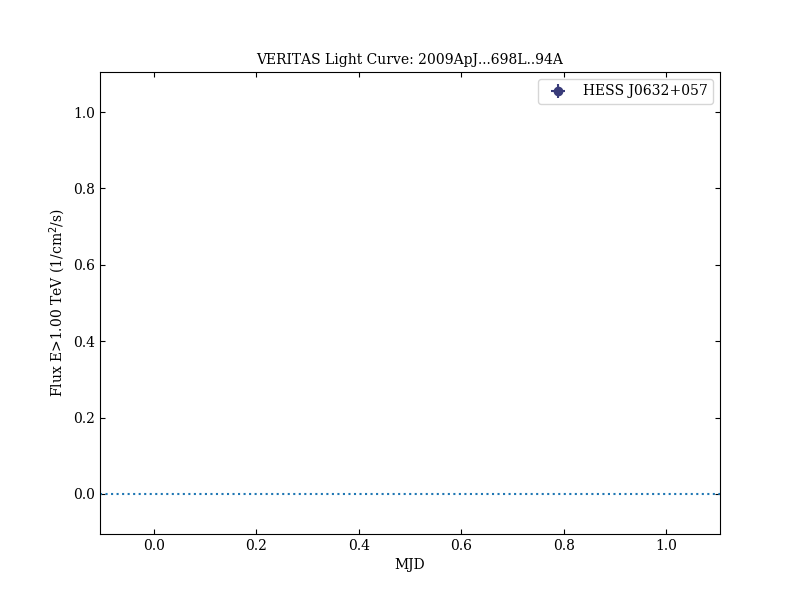 VERITAS Light Curve: 2009ApJ...698L..94A
HESS J0632+057
1.0
0.8
0.6
0.4
0.2
0.0
Flux E>1.00 TeV (1/cm²/s)
0.0 0.2 0.4 0.6 0.8 1.0
MJD